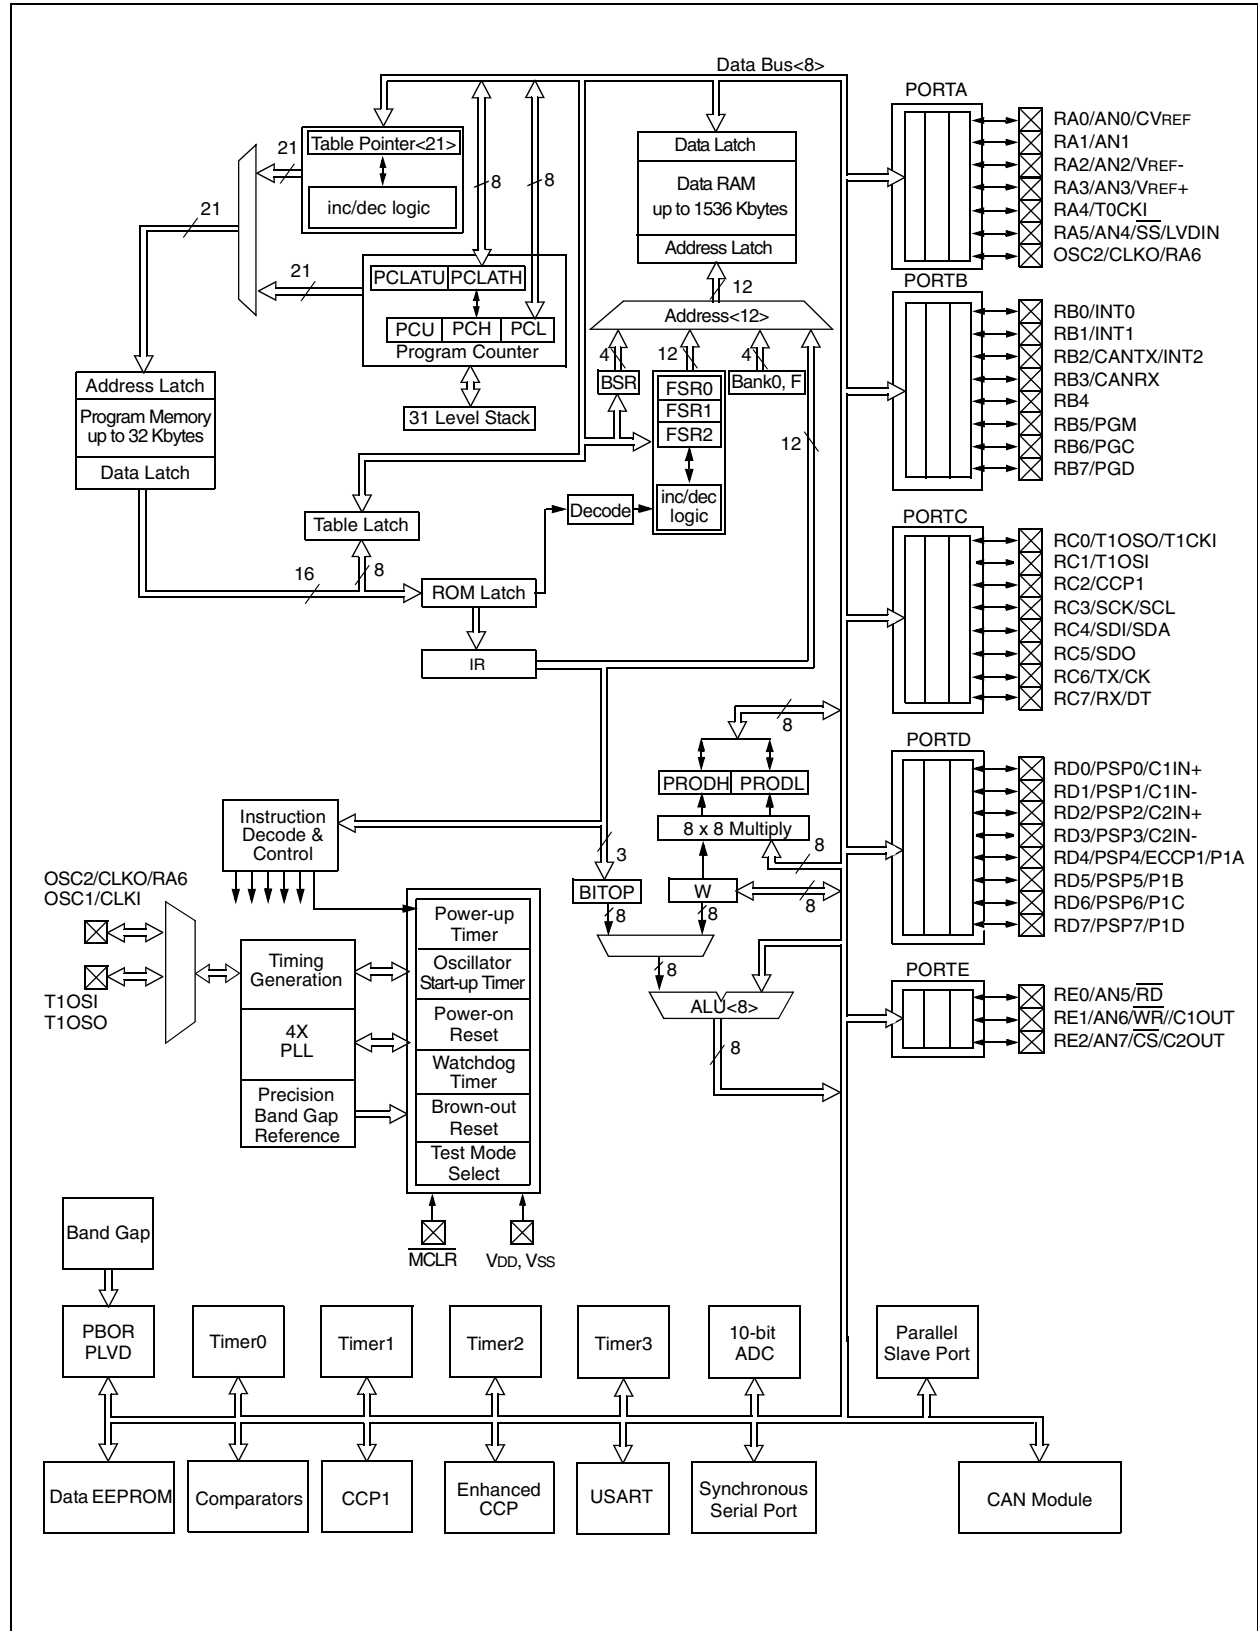 Data Bus<8>
Table Pointer<21>
inc/dec logic
21
21
21
8
8
PCLATU PCLATH
PCU PCH PCL
Program Counter
31 Level Stack
Address Latch
Program Memory
up to 32 Kbytes
Data Latch
Table Latch
16
8
ROM Latch
IR
Decode
Data Latch
Data RAM
up to 1536 Kbytes
Address Latch
12
Address<12>
4
12
4
BSR
FSR0
FSR1
FSR2
inc/dec
logic
Bank0, F
12
8
PRODH PRODL
8 x 8 Multiply
8
3
BITOP
W
8
8
8
8
ALU<8>
8
Instruction
Decode &
Control
OSC2/CLKO/RA6
OSC1/CLKI
T1OSI
T1OSO
Timing
Generation
4X
PLL
Precision
Band Gap
Reference
Power-up
Timer
Oscillator
Start-up Timer
Power-on
Reset
Watchdog
Timer
Brown-out
Reset
Test Mode
Select
MCLR
VDD, VSS
PORTA
RA0/AN0/CVREF
RA1/AN1
RA2/AN2/VREF-
RA3/AN3/VREF+
RA4/T0CKI
RA5/AN4/SS/LVDIN
OSC2/CLKO/RA6
PORTB
RB0/INT0
RB1/INT1
RB2/CANTX/INT2
RB3/CANRX
RB4
RB5/PGM
RB6/PGC
RB7/PGD
PORTC
RC0/T1OSO/T1CKI
RC1/T1OSI
RC2/CCP1
RC3/SCK/SCL
RC4/SDI/SDA
RC5/SDO
RC6/TX/CK
RC7/RX/DT
PORTD
RD0/PSP0/C1IN+
RD1/PSP1/C1IN-
RD2/PSP2/C2IN+
RD3/PSP3/C2IN-
RD4/PSP4/ECCP1/P1A
RD5/PSP5/P1B
RD6/PSP6/P1C
RD7/PSP7/P1D
PORTE
RE0/AN5/RD
RE1/AN6/WR//C1OUT
RE2/AN7/CS/C2OUT
Band Gap
PBOR
PLVD
Timer0
Timer1
Timer2
Timer3
10-bit
ADC
Parallel
Slave Port
Data EEPROM
Comparators
CCP1
Enhanced
CCP
USART
Synchronous
Serial Port
CAN Module